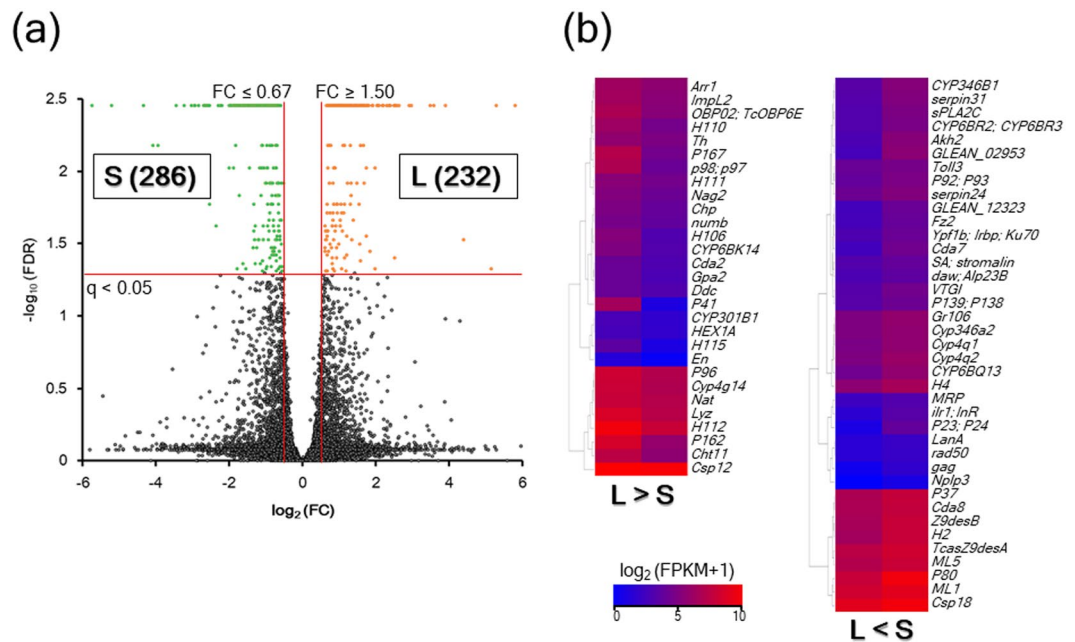 (a)
FC ≤ 0.67
FC ≥ 1.50
2.5
2
1.5
1
0.5
0
S (286)
L (232)
q < 0.05
-log₁₀ (FDR)
-6
-4
-2
0
2
4
6
log₂ (FC)
(b)
Arr1
ImpL2
OBP02; TcOBP6E
H110
Th
P167
p98; p97
H111
Nag2
Chp
numb
H106
CYP6BK14
Cda2
Gpa2
Ddc
P41
CYP301B1
HEX1A
H115
En
P96
Cyp4g14
Nat
Lyz
H112
P162
Cht11
Csp12
L > S
log₂ (FPKM+1)
0
5
10
CYP346B1
serpin31
sPLA2C
CYP6BR2; CYP6BR3
Akh2
GLEAN_02953
Toll3
P92; P93
serpin24
GLEAN_12323
Fz2
Ypf1b; Irbp; Ku70
Cda7
SA; stromalin
daw; Alp23B
VTGl
P139; P138
Gr106
Cyp346a2
Cyp4q1
Cyp4q2
CYP6BQ13
H4
MRP
ilr1; InR
P23; P24
LanA
rad50
gag
Nplp3
P37
Cda8
Z9desB
H2
TcasZ9desA
ML5
P80
ML1
Csp18
L < S